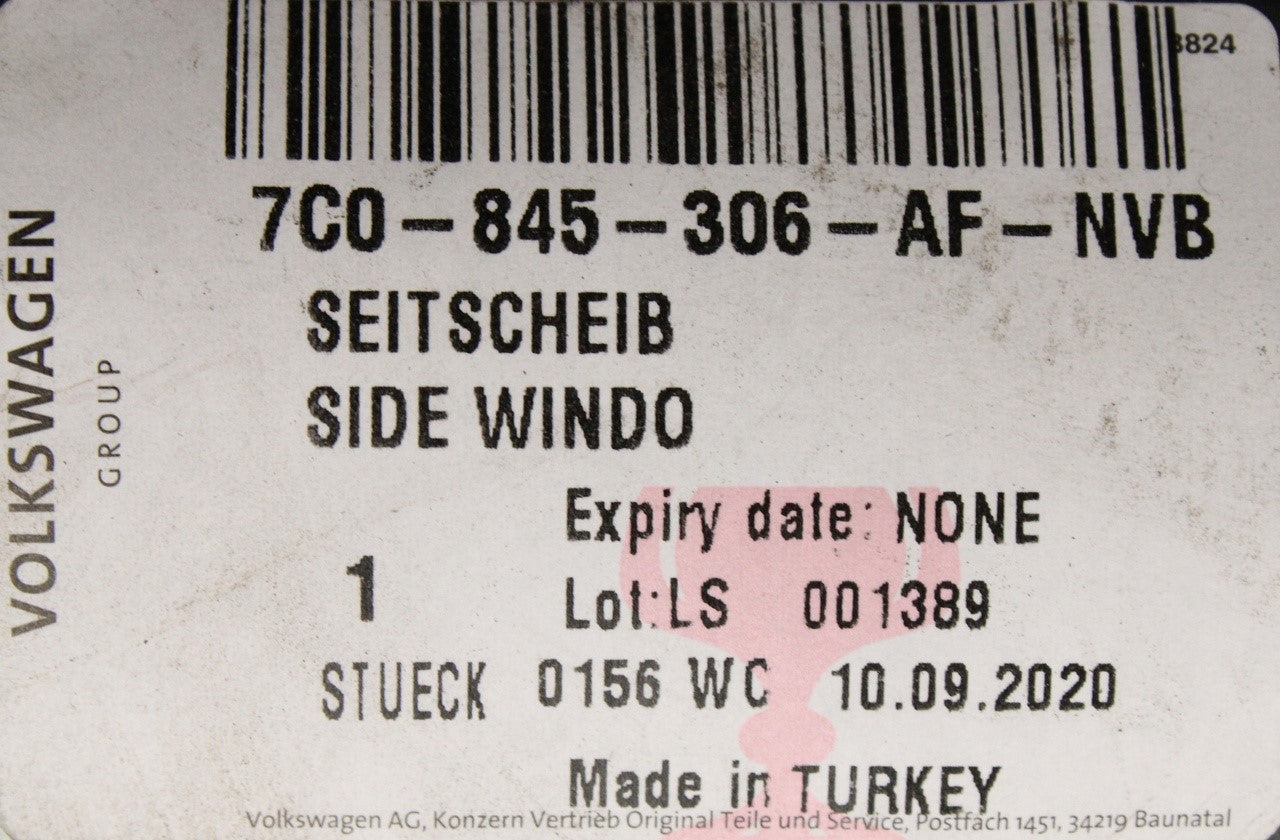 3824
7C0-845-306-AF-NVB
SEITSCHEIB
SIDE WINDO
Expiry date: NONE
1
Lot:LS 001389
STUECK 0156 WC 10.09.2020
Made in TURKEY
Volkswagen AG, Konzern Vertrieb Original Teile und Service, Postfach 1451, 34219 Baunatal
VOLKSWAGEN
GROUP